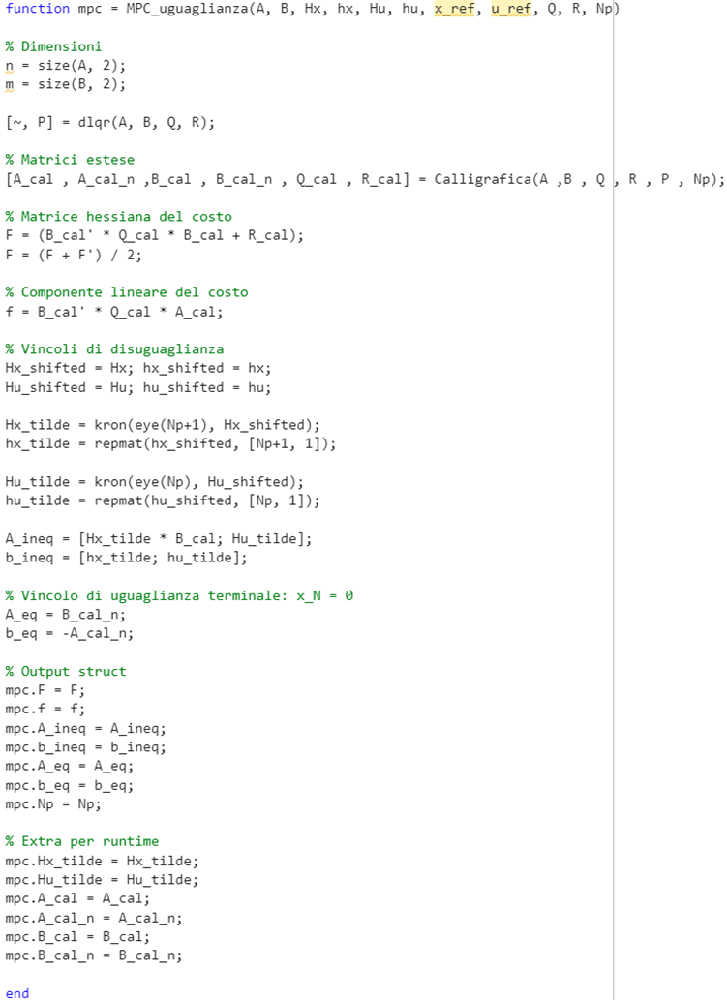 function mpc = MPC_uguaglianza(A, B, Hx, hx, Hu, hu, x_ref, u_ref, Q, R, Np)
% Dimensioni
n = size(A, 2);
m = size(B, 2);
[~, P] = dlqr(A, B, Q, R);
% Matrici estese
[A_cal , A_cal_n ,B_cal , B_cal_n , Q_cal , R_cal] = Calligrafica(A ,B , Q , R , P , Np);
% Matrice hessiana del costo
F = (B_cal' * Q_cal * B_cal + R_cal);
F = (F + F') / 2;
% Componente lineare del costo
f = B_cal' * Q_cal * A_cal;
% Vincoli di disuguaglianza
Hx_shifted = Hx; hx_shifted = hx;
Hu_shifted = Hu; hu_shifted = hu;
Hx_tilde = kron(eye(Np+1), Hx_shifted);
hx_tilde = repmat(hx_shifted, [Np+1, 1]);
Hu_tilde = kron(eye(Np), Hu_shifted);
hu_tilde = repmat(hu_shifted, [Np, 1]);
A_ineq = [Hx_tilde * B_cal; Hu_tilde];
b_ineq = [hx_tilde; hu_tilde];
% Vincolo di uguaglianza terminale: x_N = 0
A_eq = B_cal_n;
b_eq = -A_cal_n;
% Output struct
mpc.F = F;
mpc.f = f;
mpc.A_ineq = A_ineq;
mpc.b_ineq = b_ineq;
mpc.A_eq = A_eq;
mpc.b_eq = b_eq;
mpc.Np = Np;
% Extra per runtime
mpc.Hx_tilde = Hx_tilde;
mpc.Hu_tilde = Hu_tilde;
mpc.A_cal = A_cal;
mpc.A_cal_n = A_cal_n;
mpc.B_cal = B_cal;
mpc.B_cal_n = B_cal_n;
end